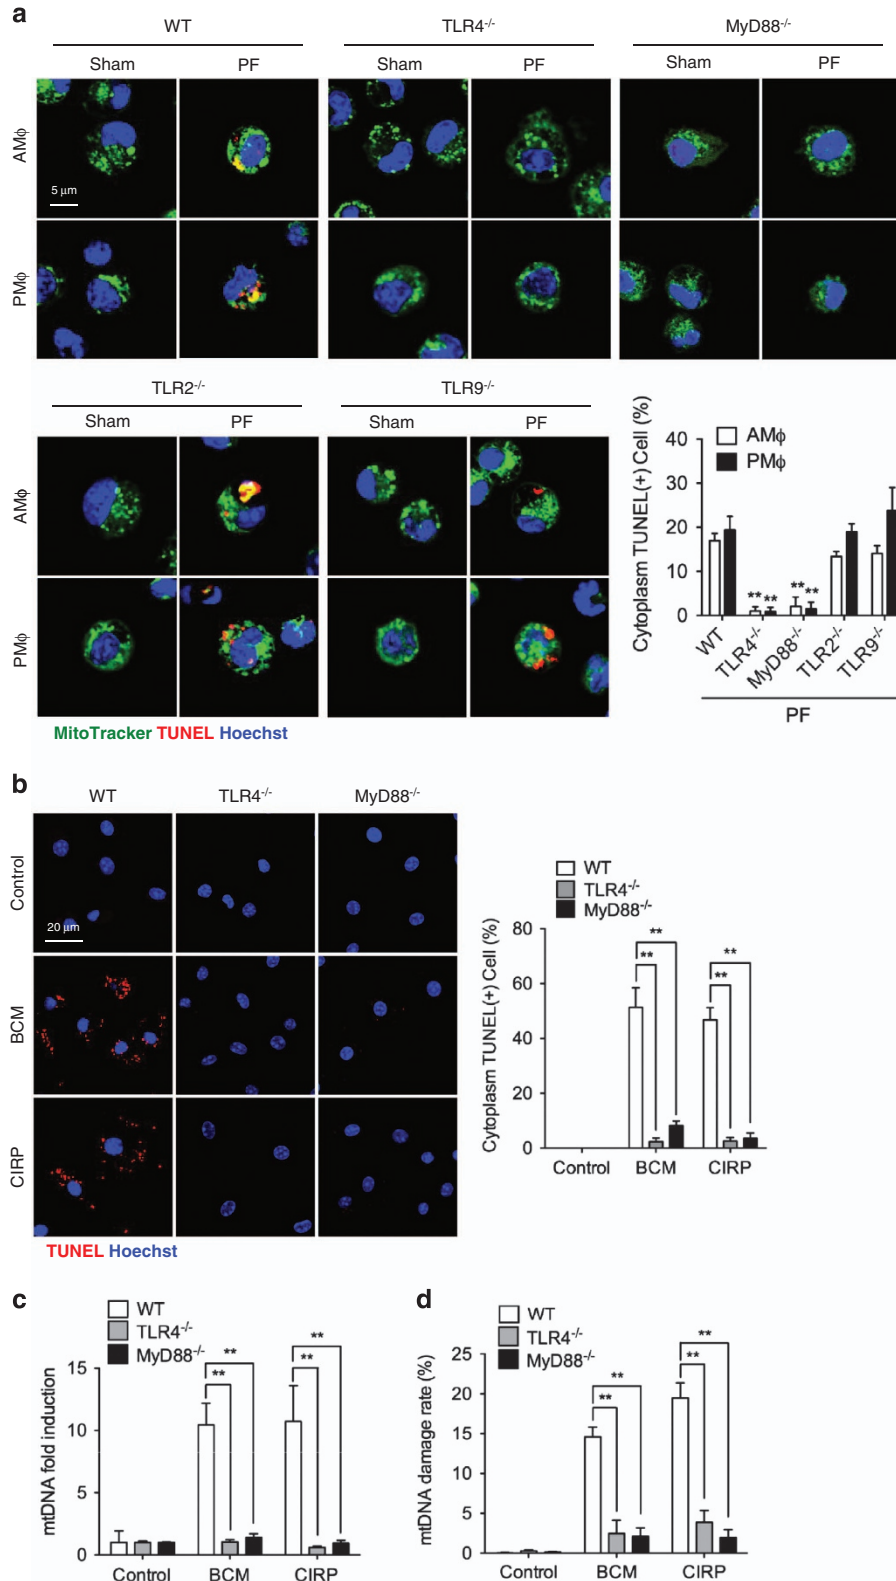 a
WT TLR4-/- MyD88-/-
Sham PF Sham PF Sham PF
AMϕ
5 µm
PMϕ
TLR2-/- TLR9-/-
Sham PF Sham PF
AMϕ
PMϕ
MitoTracker TUNEL Hoechst
Cytoplasm TUNEL(+) Cell (%)
AMϕ
PMϕ
40
30
20
10
0
** ** ** **
WT TLR4-/- MyD88-/- TLR2-/- TLR9-/-
PF
b
WT TLR4-/- MyD88-/-
Control
20 µm
BCM
CIRP
TUNEL Hoechst
WT
TLR4-/-
MyD88-/-
Cytoplasm TUNEL(+) Cell (%)
80
60
40
20
0
** ** ** **
Control BCM CIRP
c
WT
TLR4-/-
MyD88-/-
mtDNA fold induction
15
10
5
0
** ** ** **
Control BCM CIRP
d
WT
TLR4-/-
MyD88-/-
mtDNA damage rate (%)
25
20
15
10
5
0
** ** ** **
Control BCM CIRP